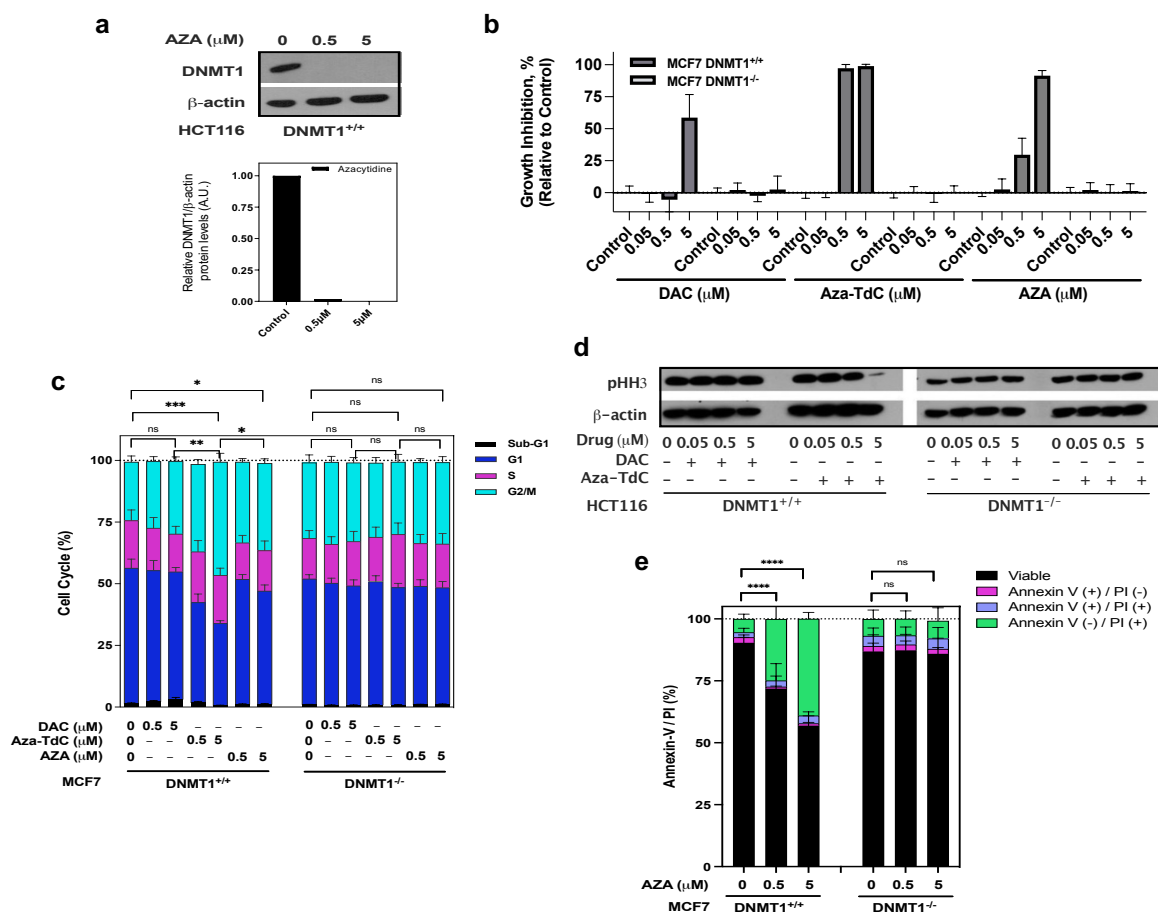 a
AZA (μM) 0 0.5 5
DNMT1
β-actin
HCT116 DNMT1+/+
Azacytidine
Relative DNMT1/β-actin
protein levels (A.U.)
1.00
0.75
0.50
0.25
0.00
Control 0.5μM 5μM
b
MCF7 DNMT1+/+
MCF7 DNMT1-/-
Growth Inhibition, %
(Relative to Control)
100
75
50
25
0
Control 0.05 0.5 5 Control 0.05 0.5 5 Control 0.05 0.5 5 Control 0.05 0.5 5 Control 0.05 0.5 5 Control 0.05 0.5 5
DAC (μM) Aza-TdC (μM) AZA (μM)
c
* ns
*** ns
ns ** * ns ns ns
Sub-G1
G1
S
G2/M
Cell Cycle (%)
100
75
50
25
0
DAC (μM) 0 0.5 5 – – – – 0 0.5 5 – – – –
Aza-TdC (μM) 0 – – 0.5 5 – – 0 – – 0.5 5 – –
AZA (μM) 0 – – – – 0.5 5 0 – – – – 0.5 5
MCF7 DNMT1+/+ DNMT1-/-
d
pHH3
β-actin
Drug (μM) 0 0.05 0.5 5 0 0.05 0.5 5 0 0.05 0.5 5 0 0.05 0.5 5
DAC – + + + – – – – – + + + – – – –
Aza-TdC – – – – – + + + – – – – – + + +
HCT116 DNMT1+/+ DNMT1−/−
e
**** ns
**** ns
Viable
Annexin V (+) / PI (-)
Annexin V (+) / PI (+)
Annexin V (-) / PI (+)
Annexin-V / PI (%)
100
75
50
25
0
AZA (μM) 0 0.5 5 0 0.5 5
MCF7 DNMT1+/+ DNMT1-/-